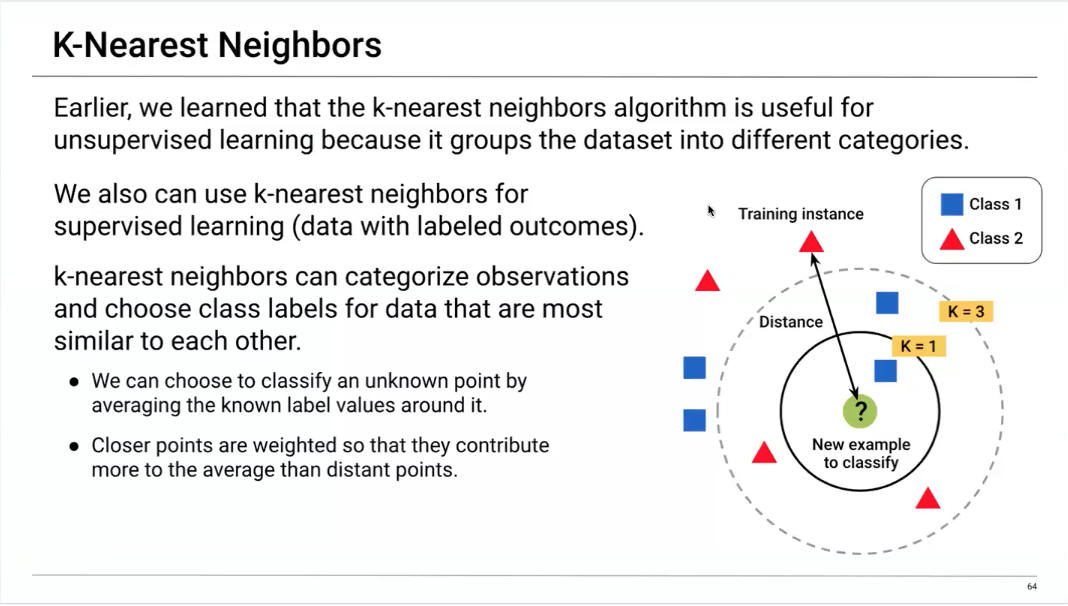 K-Nearest Neighbors
Earlier, we learned that the k-nearest neighbors algorithm is useful for
unsupervised learning because it groups the dataset into different categories.
We also can use k-nearest neighbors for
supervised learning (data with labeled outcomes).
k-nearest neighbors can categorize observations
and choose class labels for data that are most
similar to each other.
● We can choose to classify an unknown point by
averaging the known label values around it.
● Closer points are weighted so that they contribute
more to the average than distant points.
Class 1
Class 2
Training instance
Distance
K = 3
K = 1
?
New example
to classify
64